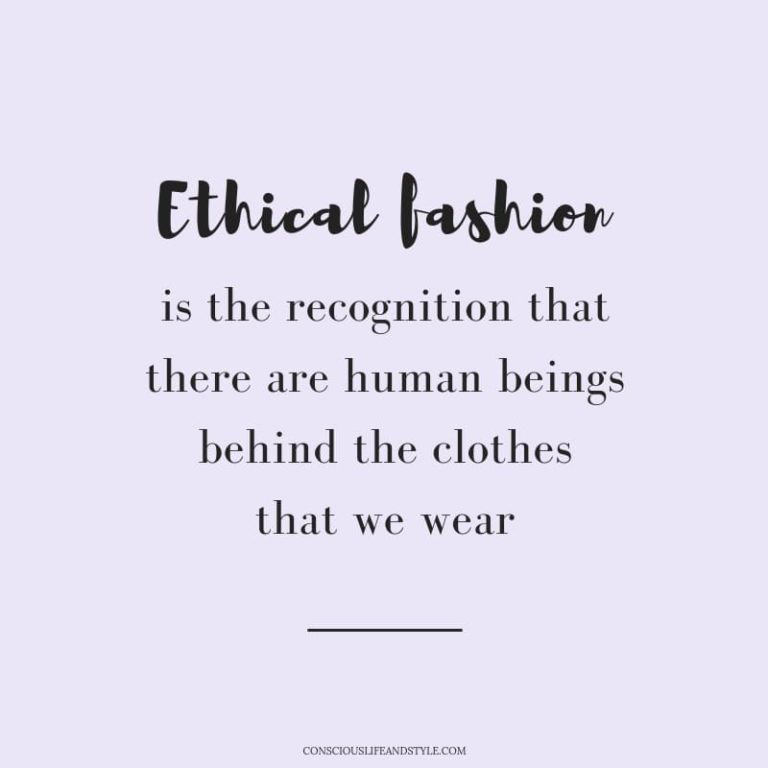 Ethical fashion
is the recognition that
there are human beings
behind the clothes
that we wear
CONSCIOUSLIFEANDSTYLE.COM